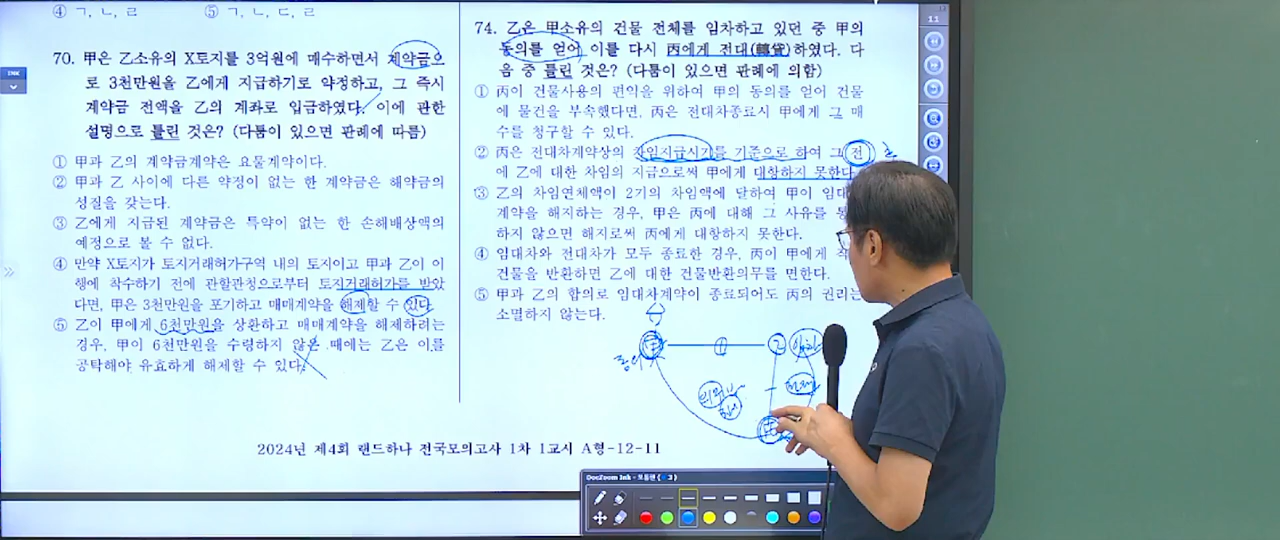 ④ ㄱ, ㄴ, ㄹ ⑤ ㄱ, ㄴ, ㄷ, ㄹ
70. 甲은 乙소유의 X토지를 3억원에 매수하면서 계약금으
로 3천만원을 乙에게 지급하기로 약정하고, 그 즉시
계약금 전액을 乙의 계좌로 입금하였다. 이에 관한
설명으로 틀린 것은? (다툼이 있으면 판례에 따름)
① 甲과 乙의 계약금계약은 요물계약이다.
② 甲과 乙 사이에 다른 약정이 없는 한 계약금은 해약금의
성질을 갖는다.
③ 乙에게 지급된 계약금은 특약이 없는 한 손해배상액의
예정으로 볼 수 없다.
④ 만약 X토지가 토지거래허가구역 내의 토지이고 甲과 乙이 이
행에 착수하기 전에 관할관청으로부터 토지거래허가를 받았
다면, 甲은 3천만원을 포기하고 매매계약을 해제할 수 있다.
⑤ 乙이 甲에게 6천만원을 상환하고 매매계약을 해제하려는
경우, 甲이 6천만원을 수령하지 않은 때에는 乙은 이를
공탁해야 유효하게 해제할 수 있다.
74. 乙은 甲소유의 건물 전체를 임차하고 있던 중 甲의
동의를 얻어 이를 다시 丙에게 전대(轉貸)하였다. 다
음 중 틀린 것은? (다툼이 있으면 판례에 의함)
① 丙이 건물사용의 편익을 위하여 甲의 동의를 얻어 건물
에 물건을 부속했다면, 丙은 전대차종료시 甲에게 그 매
수를 청구할 수 있다.
② 丙은 전대차계약상의 차임지급시기를 기준으로 하여 그 전
에 乙에 대한 차임의 지급으로써 甲에게 대항하지 못한다.
③ 乙의 차임연체액이 2기의 차임액에 달하여 甲이 임대
계약을 해지하는 경우, 甲은 丙에 대해 그 사유를 통
하지 않으면 해지로써 丙에게 대항하지 못한다.
④ 임대차와 전대차가 모두 종료한 경우, 丙이 甲에게 직
건물을 반환하면 乙에 대한 건물반환의무를 면한다.
⑤ 甲과 乙의 합의로 임대차계약이 종료되어도 丙의 권리는
소멸하지 않는다.
甲 ① 乙
丙
2024년 제4회 랜드하나 전국모의고사 1차 1교시 A형-12-11
11
INK
DocZoom Ink - 보통펜 ( 3 )